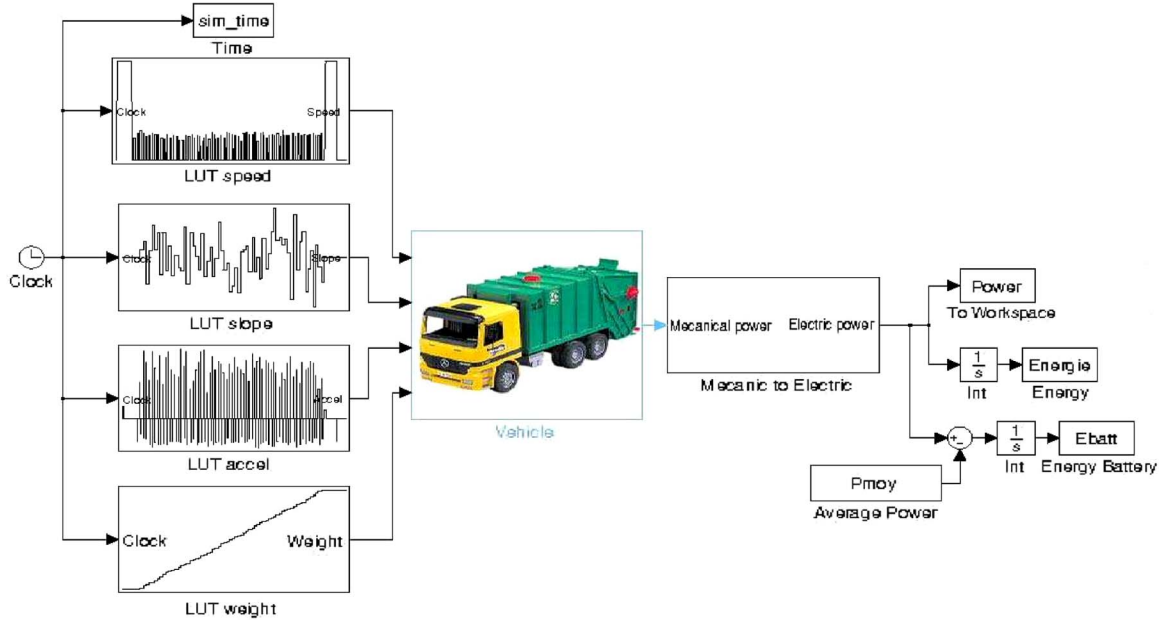 sim_time
Time
Clock Speed
LUT speed
Clock Slope
LUT slope
Clock
Clock Accel
LUT accel
Clock Weight
LUT weight
Vehicle
Mecanical power Electric power
Mecanic to Electric
Power
To Workspace
1
s
Int
Energie
Energy
+
-
1
s
Int
Ebatt
Energy Battery
Pmoy
Average Power